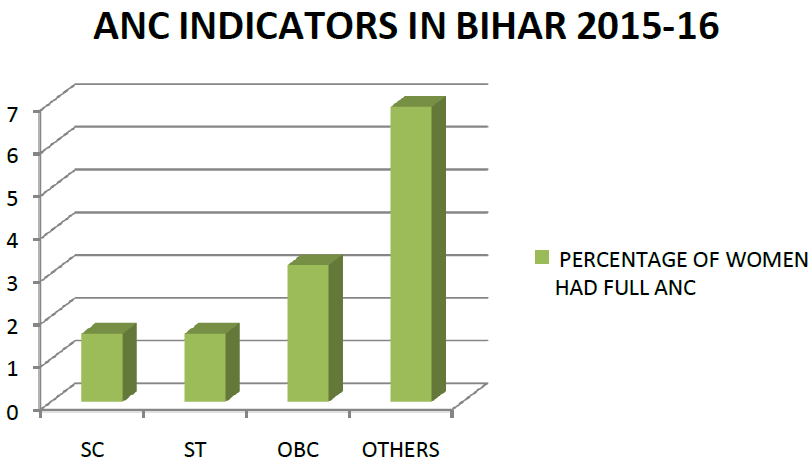 ANC INDICATORS IN BIHAR 2015-16
7
6
5
4
3
2
1
0
SC ST OBC OTHERS
PERCENTAGE OF WOMEN
HAD FULL ANC